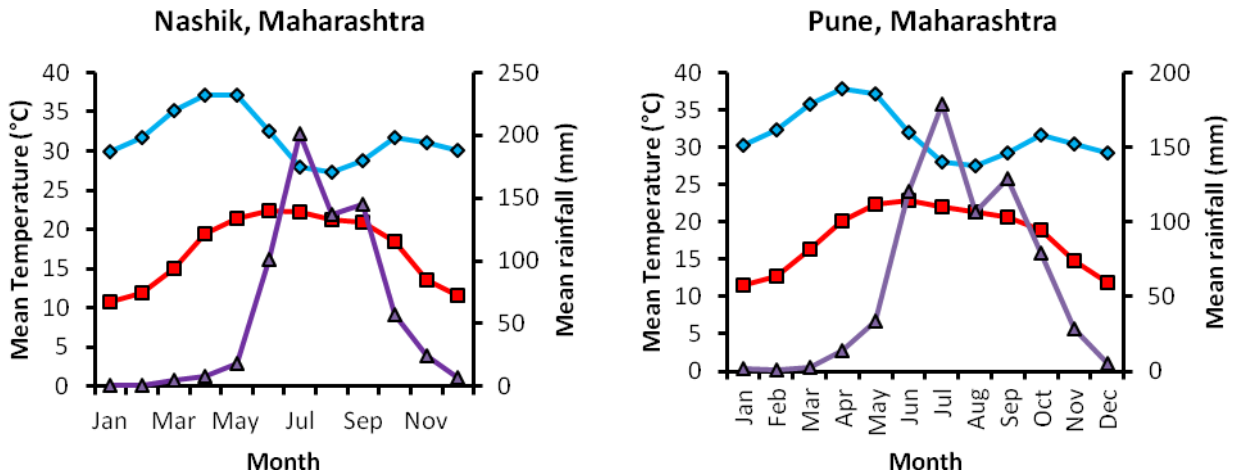 Nashik, Maharashtra
Mean Temperature (°C)
40
35
30
25
20
15
10
5
0
250
200
150
100
50
0
Mean rainfall (mm)
Jan Mar May Jul Sep Nov
Month
Pune, Maharashtra
Mean Temperature (°C)
40
35
30
25
20
15
10
5
0
200
150
100
50
0
Mean rainfall (mm)
Jan Feb Mar Apr May Jun Jul Aug Sep Oct Nov Dec
Month